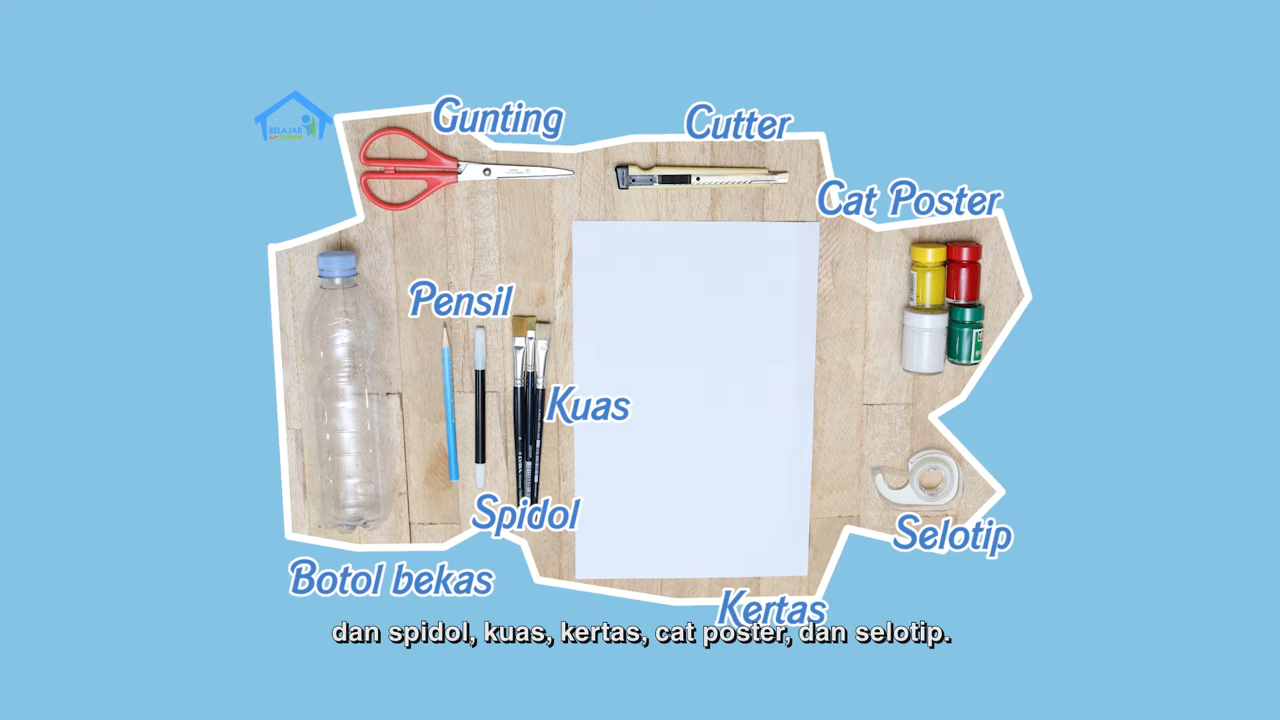 BELAJAR
Gunting
Cutter
Cat Poster
Pensil
Kuas
Spidol
Selotip
Botol bekas
Kertas
dan spidol, kuas, kertas, cat poster, dan selotip.